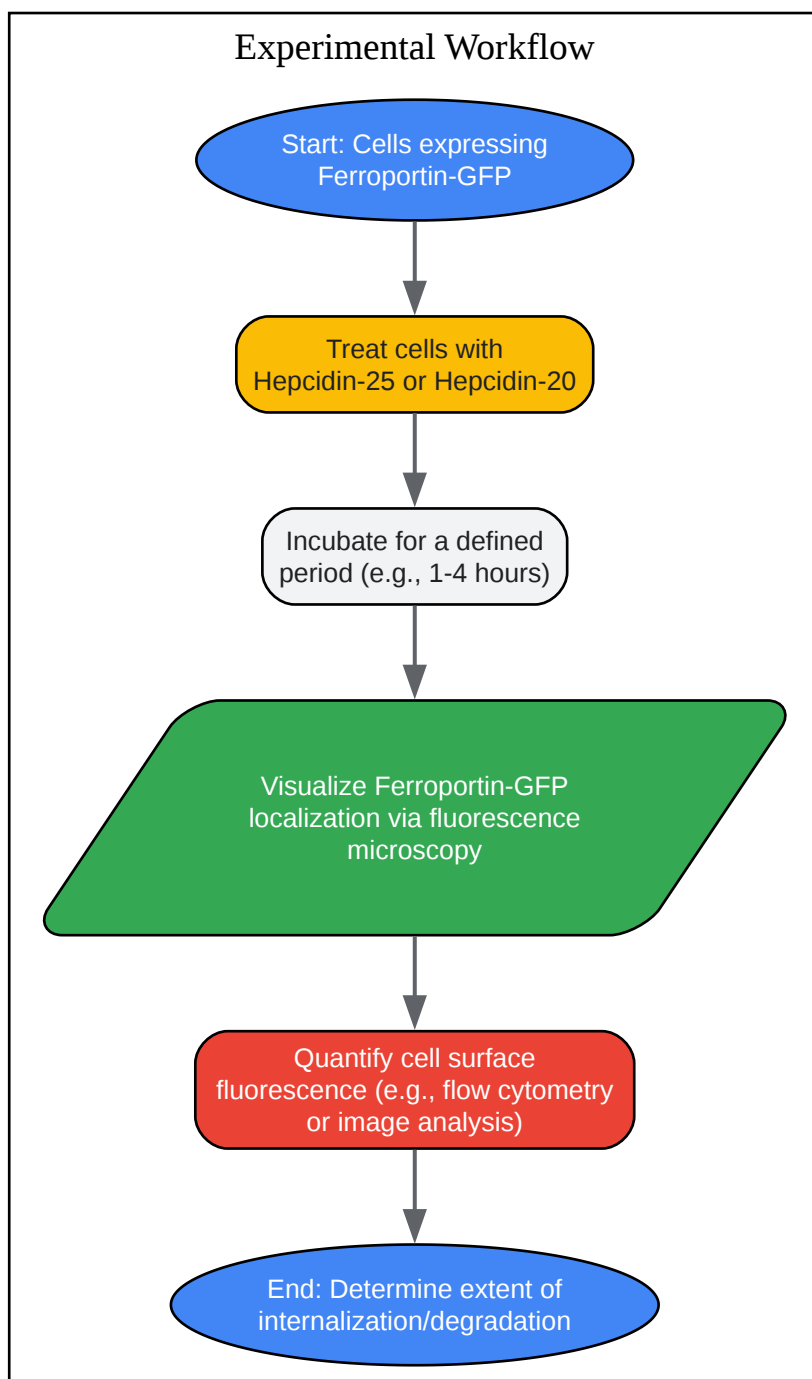 Experimental Workflow
Start: Cells expressing
Ferroportin-GFP
Treat cells with
Hepcidin-25 or Hepcidin-20
Incubate for a defined
period (e.g., 1-4 hours)
Visualize Ferroportin-GFP
localization via fluorescence
microscopy
Quantify cell surface
fluorescence (e.g., flow cytometry
or image analysis)
End: Determine extent of
internalization/degradation